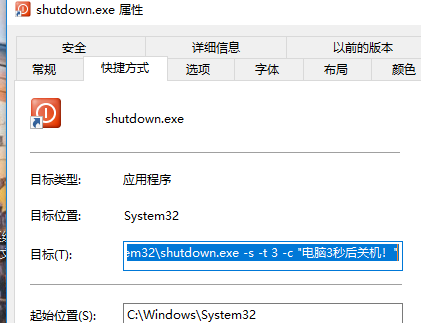 shutdown.exe 属性
安全 详细信息 以前的版本
常规 快捷方式 选项 字体 布局 颜色
shutdown.exe
目标类型: 应用程序
目标位置: System32
目标(T): em32\shutdown.exe -s -t 3 -c "电脑3秒后关机！"
起始位置(S): C:\Windows\System32